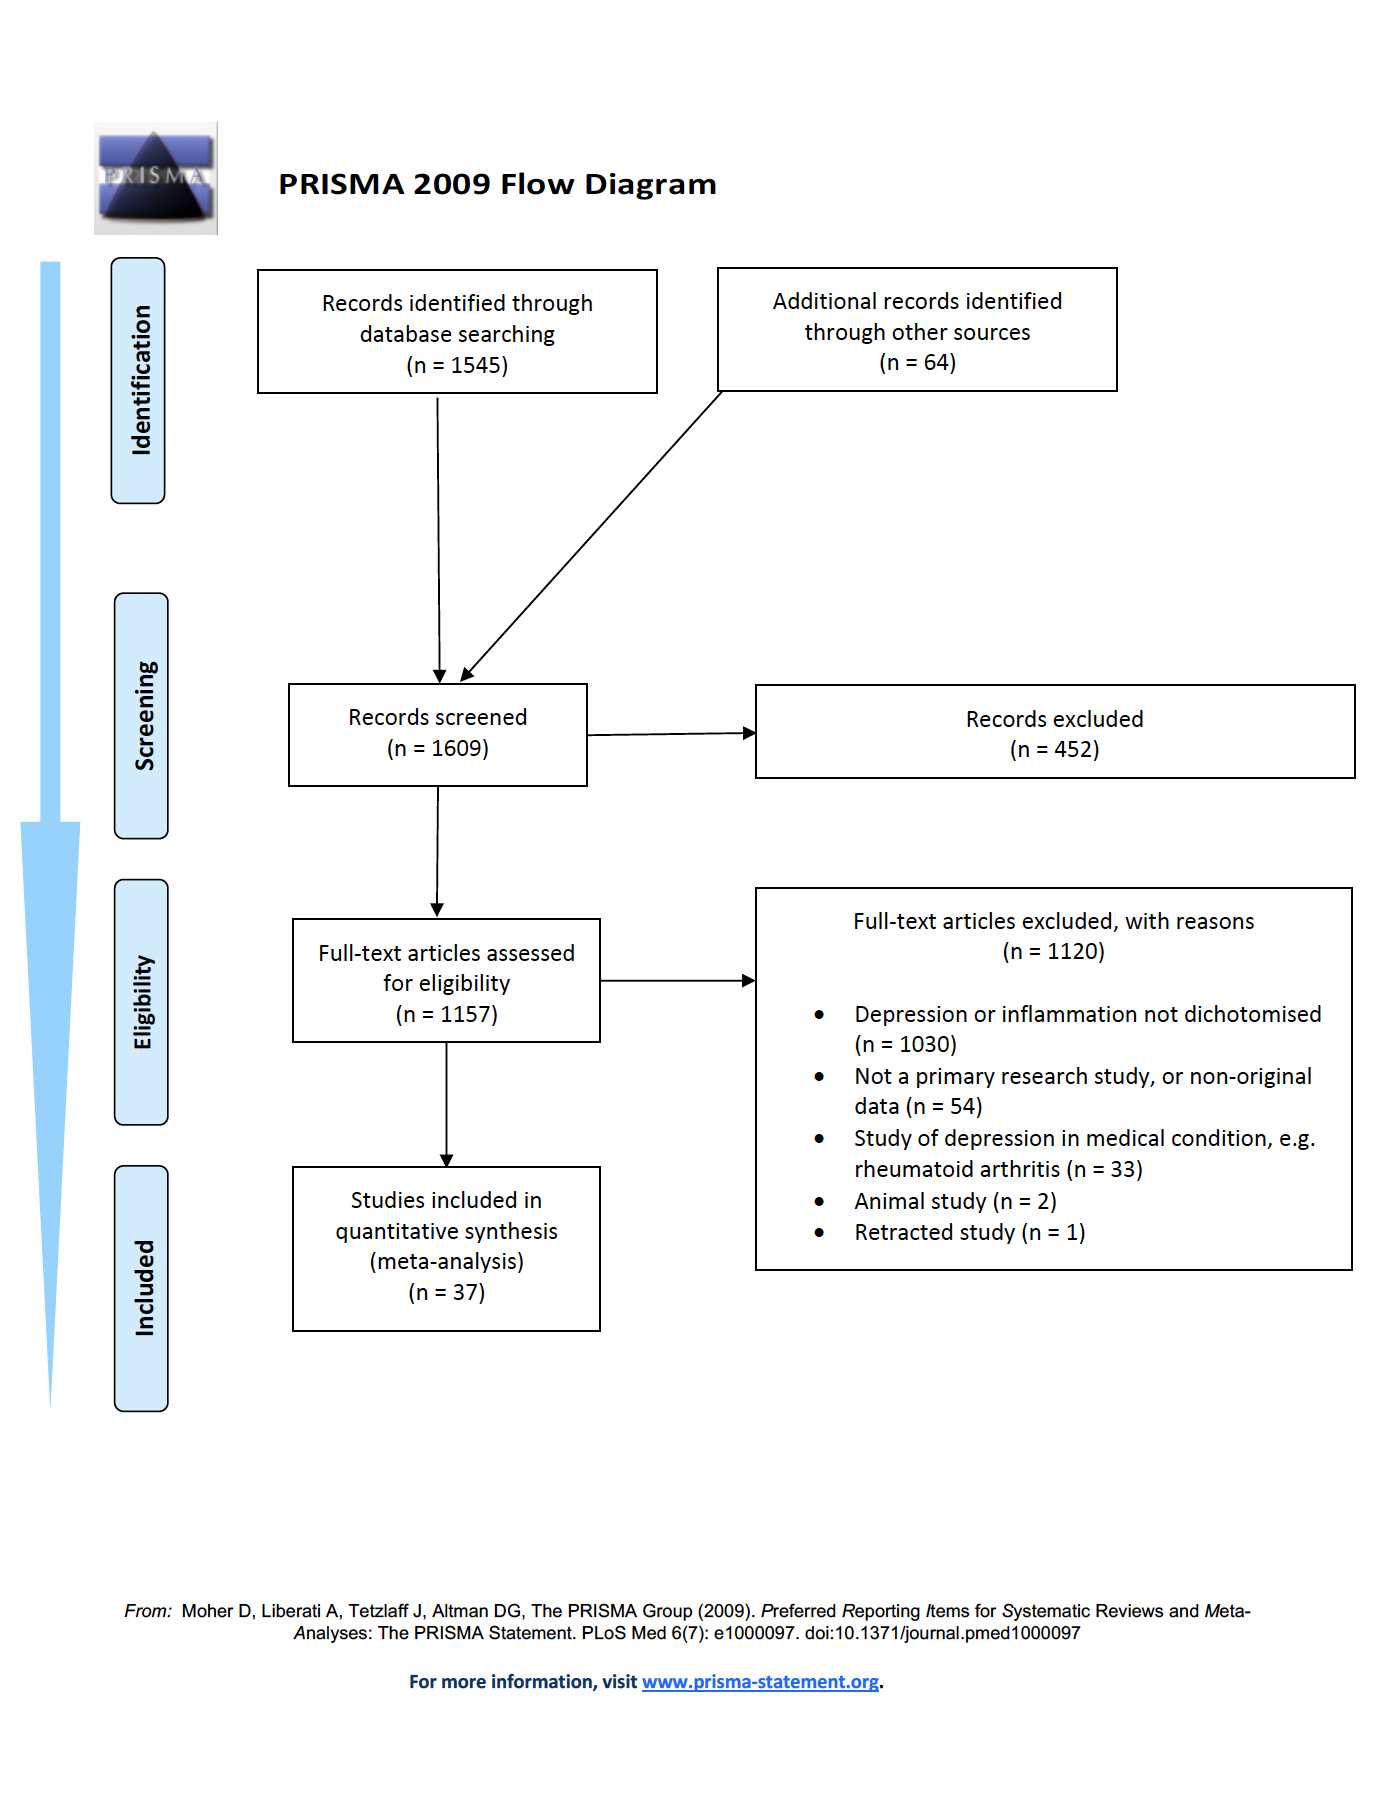 PRISMA
PRISMA 2009 Flow Diagram
Identification
Records identified through
database searching
(n = 1545)
Additional records identified
through other sources
(n = 64)
Screening
Records screened
(n = 1609)
Records excluded
(n = 452)
Eligibility
Full-text articles assessed
for eligibility
(n = 1157)
Full-text articles excluded, with reasons
(n = 1120)
• Depression or inflammation not dichotomised
(n = 1030)
• Not a primary research study, or non-original
data (n = 54)
• Study of depression in medical condition, e.g.
rheumatoid arthritis (n = 33)
• Animal study (n = 2)
• Retracted study (n = 1)
Included
Studies included in
quantitative synthesis
(meta-analysis)
(n = 37)
From: Moher D, Liberati A, Tetzlaff J, Altman DG, The PRISMA Group (2009). Preferred Reporting Items for Systematic Reviews and Meta-
Analyses: The PRISMA Statement. PLoS Med 6(7): e1000097. doi:10.1371/journal.pmed1000097
For more information, visit www.prisma-statement.org.